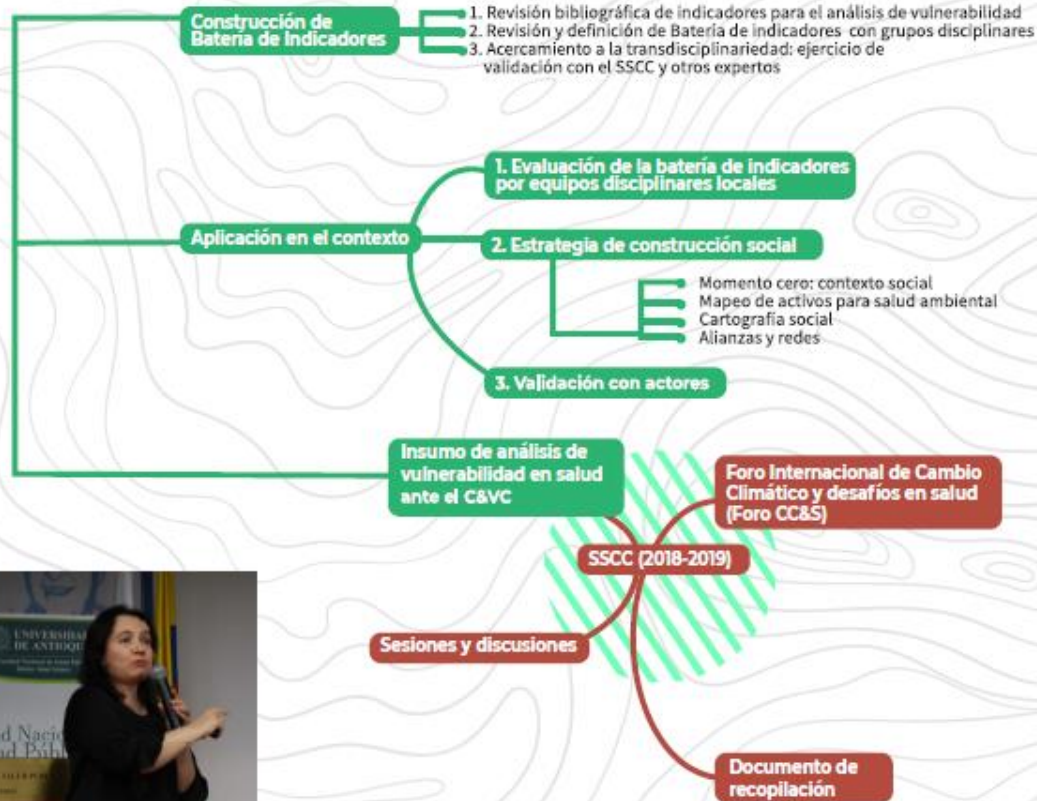 Construcción de
Batería de Indicadores
1. Revisión bibliográfica de indicadores para el análisis de vulnerabilidad
2. Revisión y definición de Batería de indicadores con grupos disciplinares
3. Acercamiento a la transdisciplinariedad: ejercicio de
validación con el SSCC y otros expertos
1. Evaluación de la batería de indicadores
por equipos disciplinares locales
Aplicación en el contexto
2. Estrategia de construcción social
Momento cero: contexto social
Mapeo de activos para salud ambiental
Cartografía social
Alianzas y redes
3. Validación con actores
Insumo de análisis de
vulnerabilidad en salud
ante el C&VC
Foro Internacional de Cambio
Climático y desafíos en salud
(Foro CC&S)
SSCC (2018-2019)
Sesiones y discusiones
Documento de
recopilación
UNIVERSIDA
DE ANTIOQU
d Nacio
ad Públ